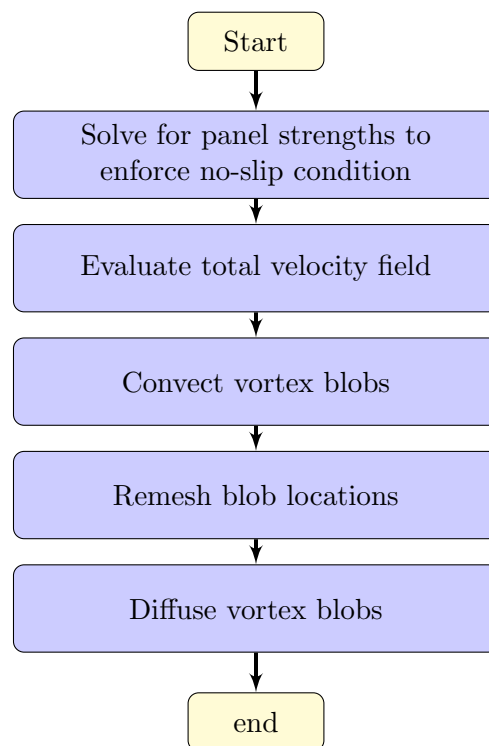 Start
Solve for panel strengths to
enforce no-slip condition
Evaluate total velocity field
Convect vortex blobs
Remesh blob locations
Diffuse vortex blobs
end